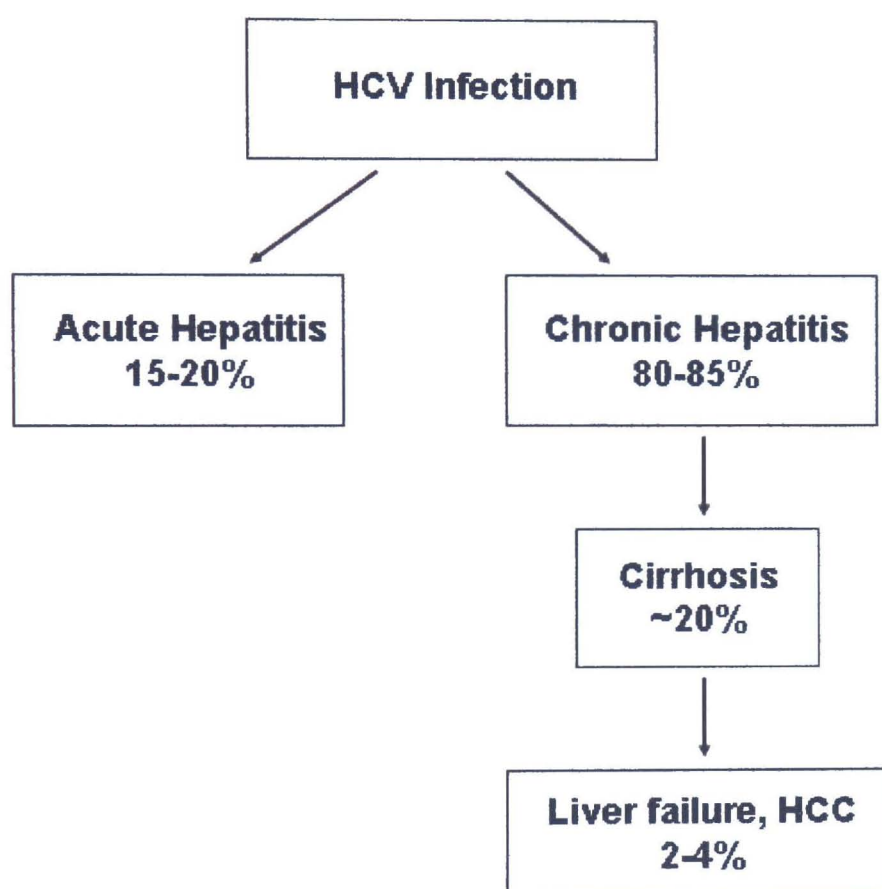 HCV Infection
Acute Hepatitis
15-20%
Chronic Hepatitis
80-85%
Cirrhosis
~20%
Liver failure, HCC
2-4%